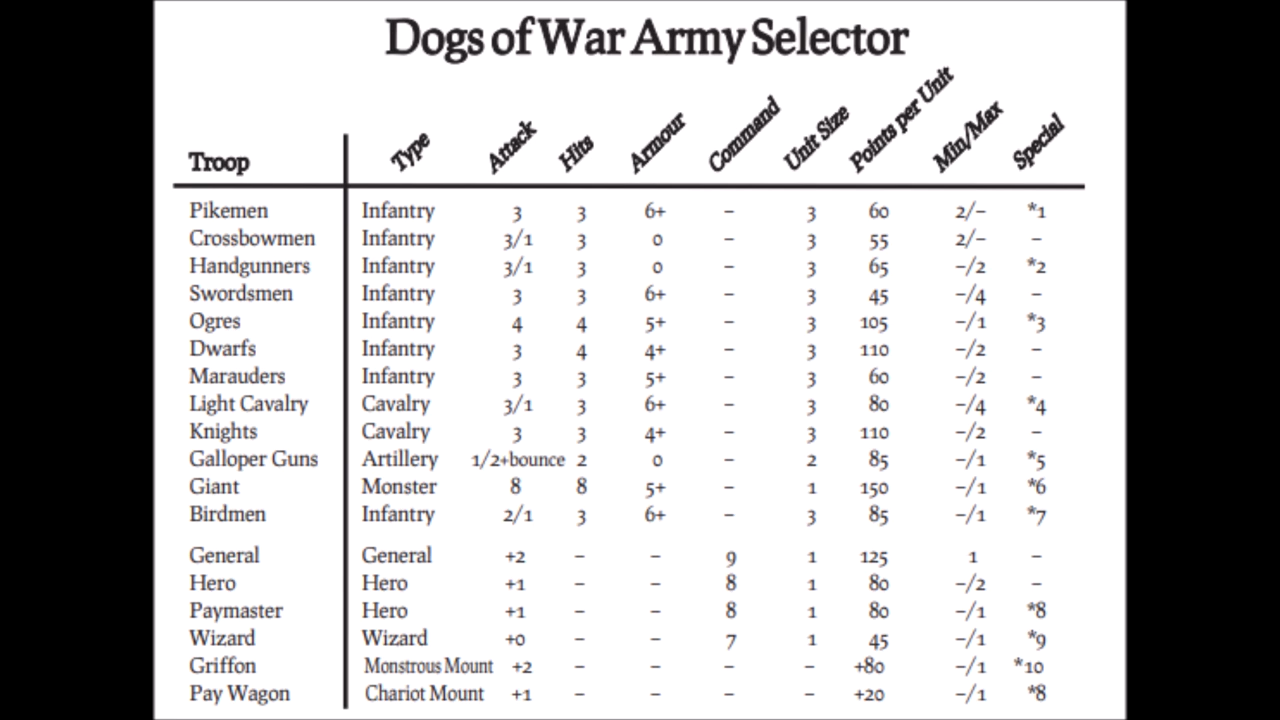 Dogs of War Army Selector
Troop Type Attack Hits Armour Command Unit Size Points per Unit Min/Max Special
Pikemen Infantry 3 3 6+ – 3 60 2/– *1
Crossbowmen Infantry 3/1 3 0 – 3 55 2/– –
Handgunners Infantry 3/1 3 0 – 3 65 –/2 *2
Swordsmen Infantry 3 3 6+ – 3 45 –/4 –
Ogres Infantry 4 4 5+ – 3 105 –/1 *3
Dwarfs Infantry 3 4 4+ – 3 110 –/2 –
Marauders Infantry 3 3 5+ – 3 60 –/2 –
Light Cavalry Cavalry 3/1 3 6+ – 3 80 –/4 *4
Knights Cavalry 3 3 4+ – 3 110 –/2 –
Galloper Guns Artillery 1/2+bounce 2 0 – 2 85 –/1 *5
Giant Monster 8 8 5+ – 1 150 –/1 *6
Birdmen Infantry 2/1 3 6+ – 3 85 –/1 *7
General General +2 – – 9 1 125 1 –
Hero Hero +1 – – 8 1 80 –/2 –
Paymaster Hero +1 – – 8 1 80 –/1 *8
Wizard Wizard +0 – – 7 1 45 –/1 *9
Griffon Monstrous Mount +2 – – – – +80 –/1 *10
Pay Wagon Chariot Mount +1 – – – – +20 –/1 *8